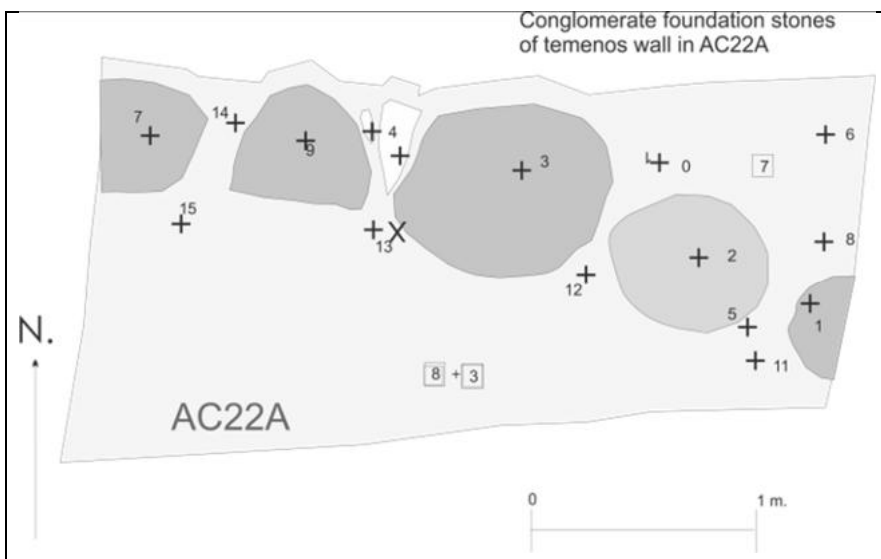 Conglomerate foundation stones
of temenos wall in AC22A
7
14
9
4
3
0
7
6
15
13 X
12
2
8
5
1
11
N.
8 + 3
AC22A
0
1 m.